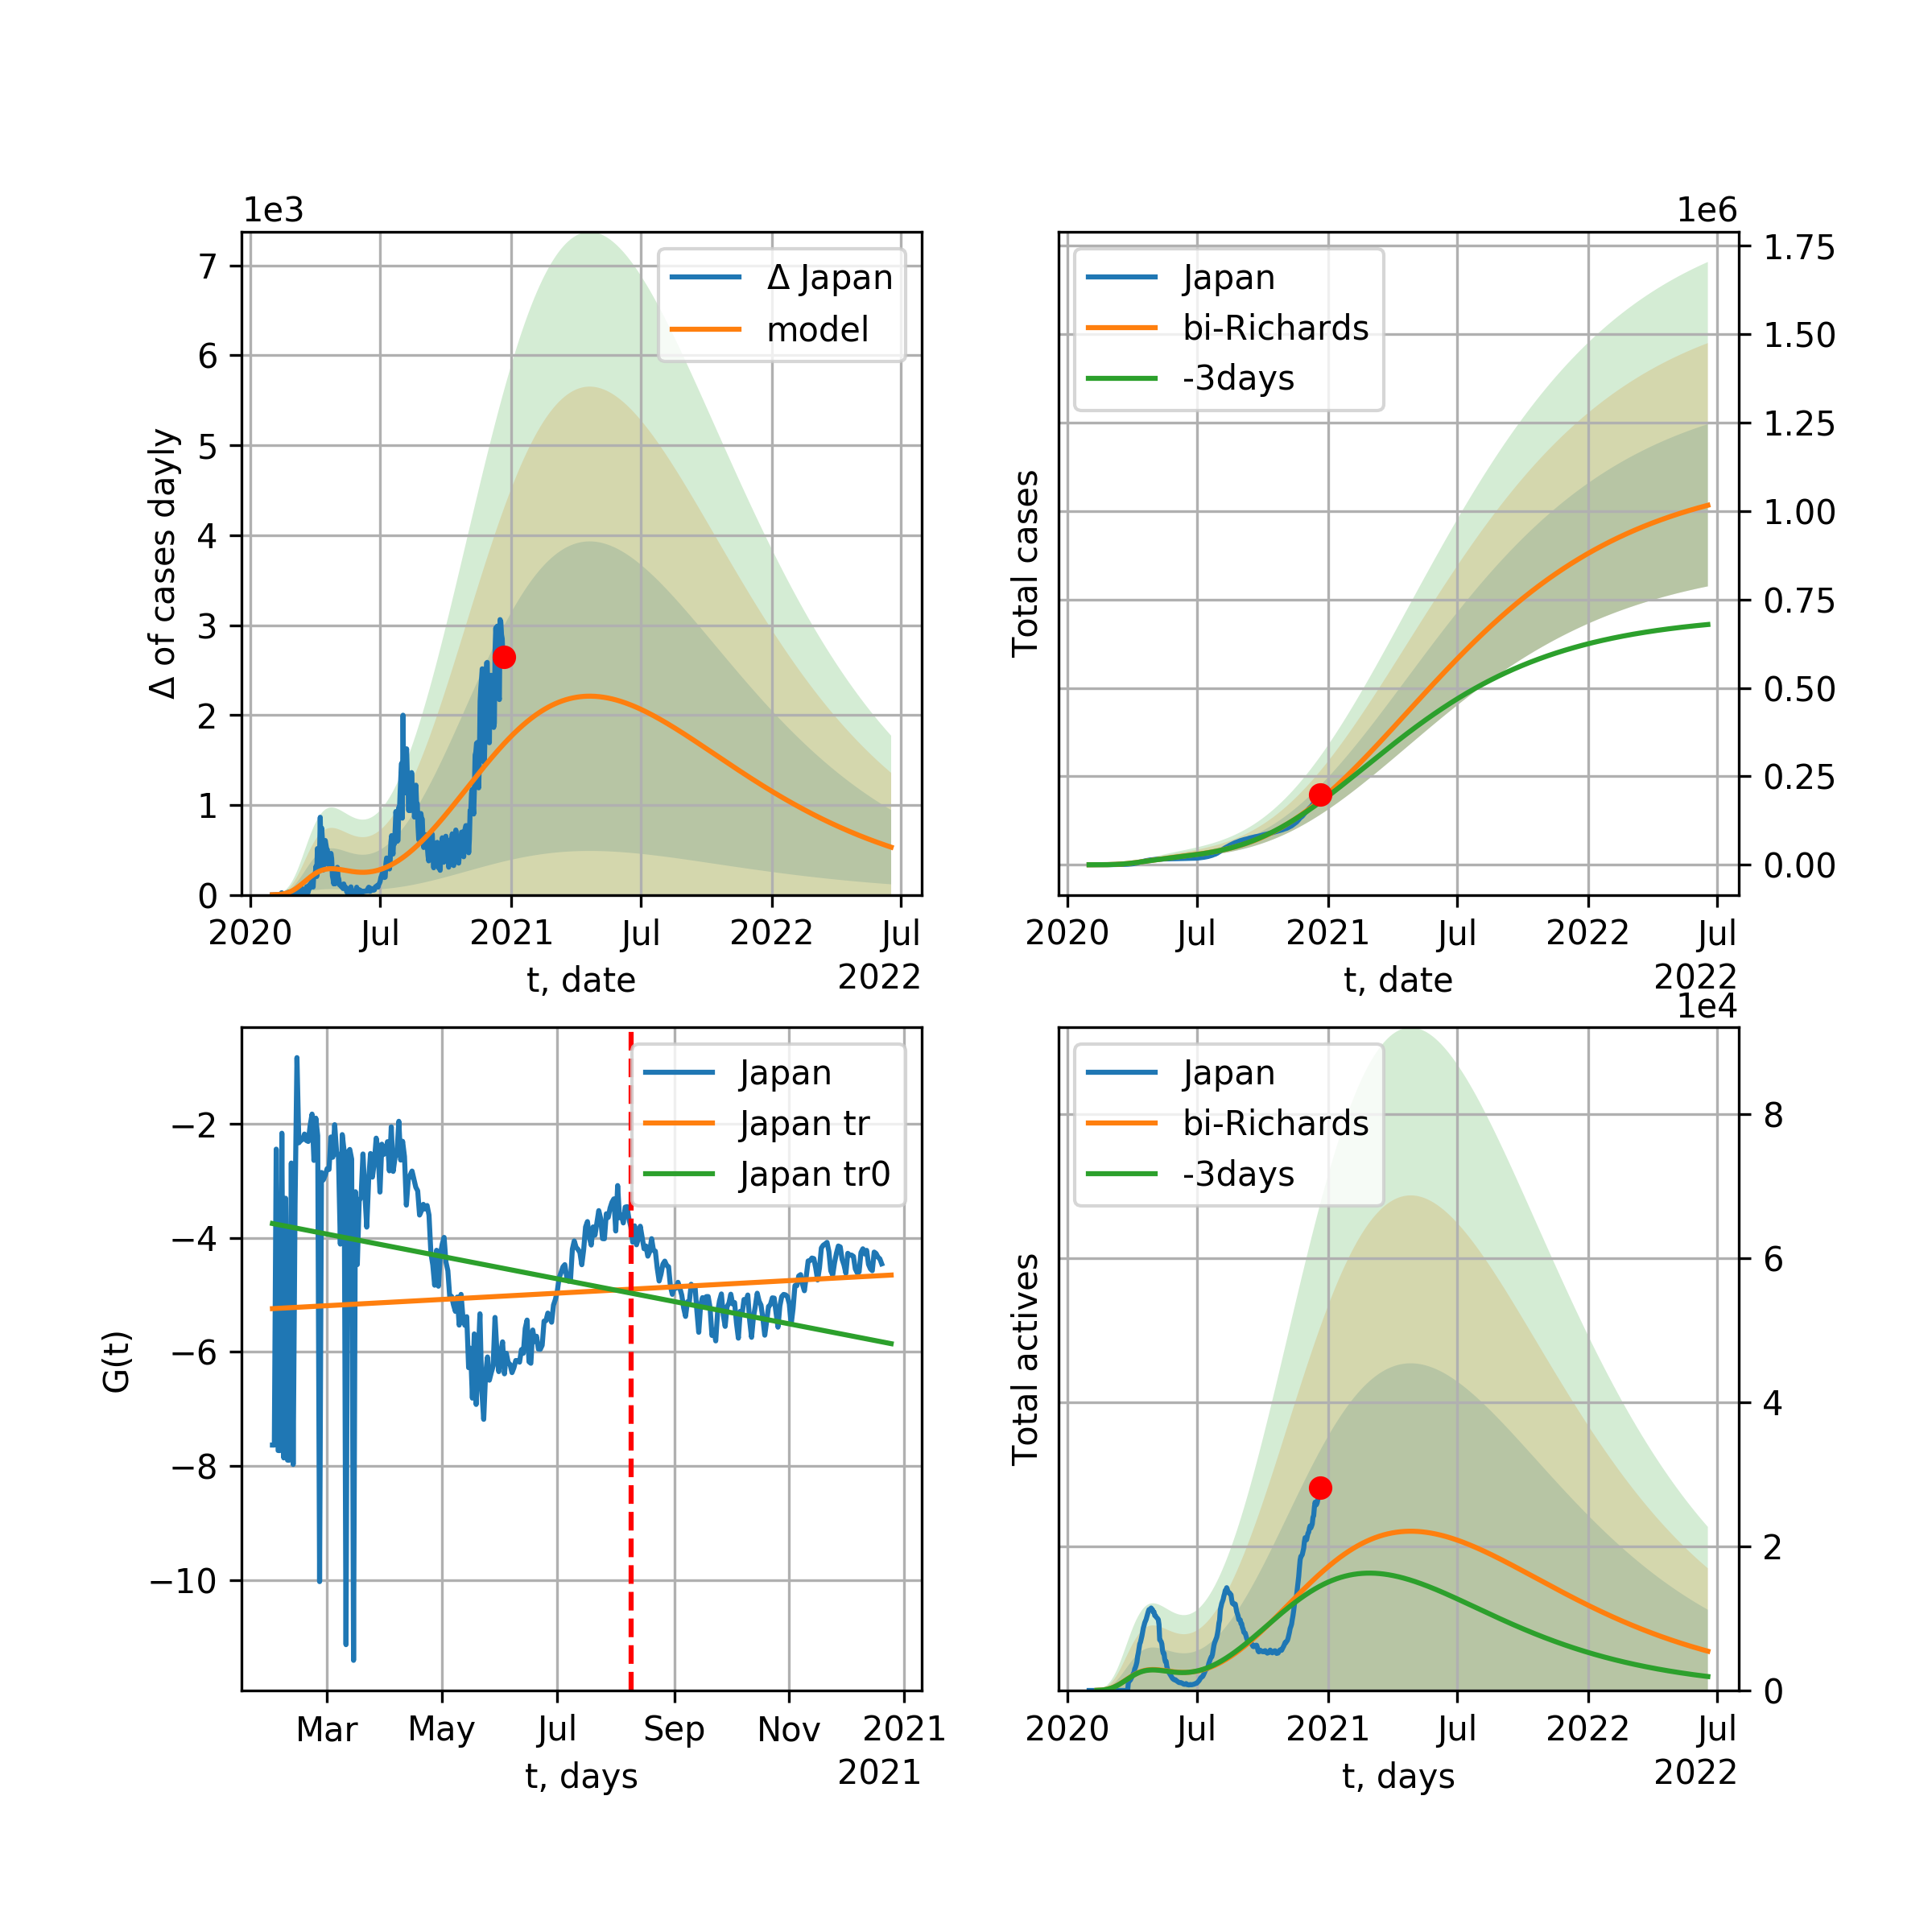 1e3
Δ of cases dayly
7
6
5
4
3
2
1
0
Δ Japan
model
2020 Jul 2021 Jul 2022 Jul
2022
t, date
1e6
Total cases
Japan
bi-Richards
-3days
1.75
1.50
1.25
1.00
0.75
0.50
0.25
0.00
2020 Jul 2021 Jul 2022 Jul
2022
t, date
G(t)
−2
−4
−6
−8
−10
Japan
Japan tr
Japan tr0
Mar May Jul Sep Nov 2021
2021
t, days
1e4
Total actives
Japan
bi-Richards
-3days
8
6
4
2
0
2020 Jul 2021 Jul 2022 Jul
2022
t, days